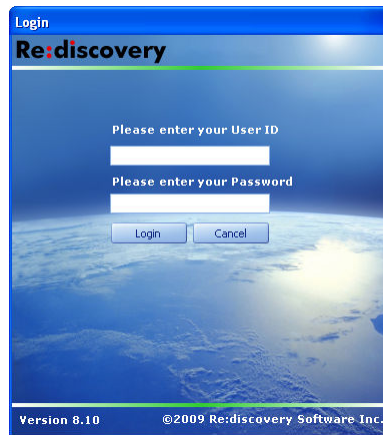 Login
Re:discovery
Please enter your User ID
Please enter your Password
Login Cancel
Version 8.10 ©2009 Re:discovery Software Inc.